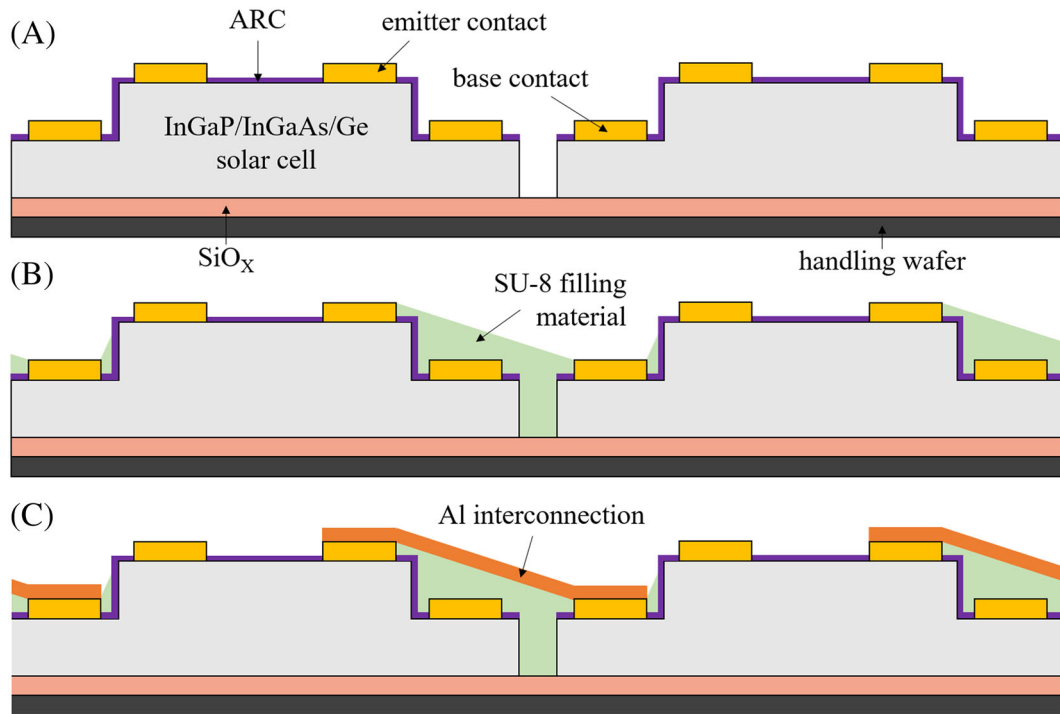 (A)
ARC
emitter contact
base contact
InGaP/InGaAs/Ge
solar cell
SiOX
handling wafer
(B)
SU-8 filling
material
(C)
Al interconnection